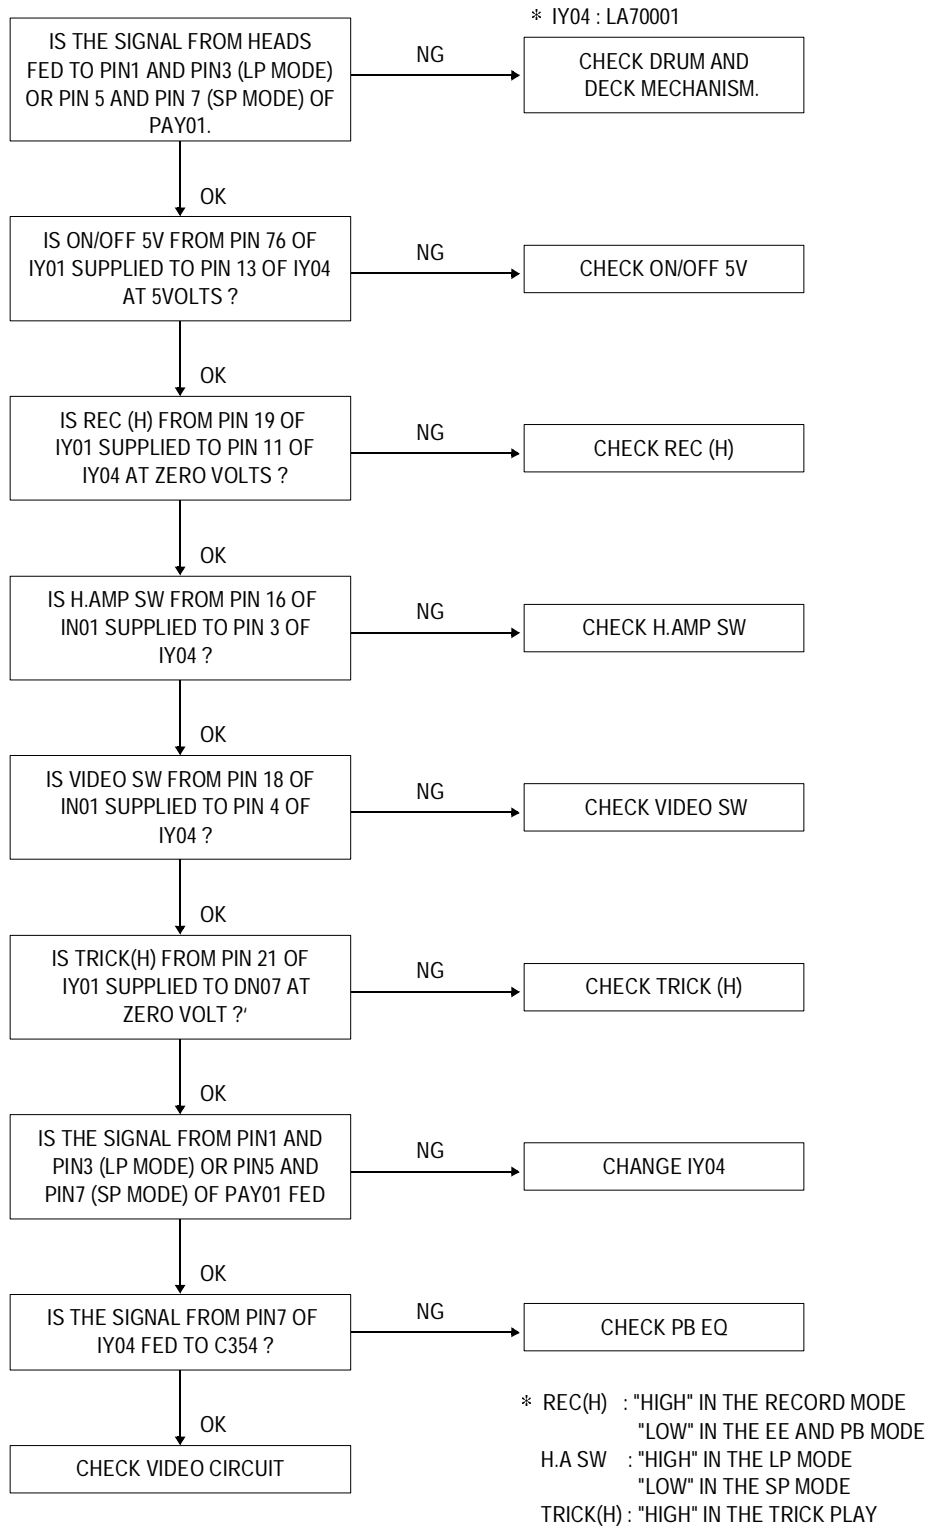 * IY04 : LA70001
IS THE SIGNAL FROM HEADS
FED TO PIN1 AND PIN3 (LP MODE)
OR PIN 5 AND PIN 7 (SP MODE) OF
PAY01.
NG
CHECK DRUM AND
DECK MECHANISM.
OK
IS ON/OFF 5V FROM PIN 76 OF
IY01 SUPPLIED TO PIN 13 OF IY04
AT 5VOLTS ?
NG
CHECK ON/OFF 5V
OK
IS REC (H) FROM PIN 19 OF
IY01 SUPPLIED TO PIN 11 OF
IY04 AT ZERO VOLTS ?
NG
CHECK REC (H)
OK
IS H.AMP SW FROM PIN 16 OF
IN01 SUPPLIED TO PIN 3 OF
IY04 ?
NG
CHECK H.AMP SW
OK
IS VIDEO SW FROM PIN 18 OF
IN01 SUPPLIED TO PIN 4 OF
IY04 ?
NG
CHECK VIDEO SW
OK
IS TRICK(H) FROM PIN 21 OF
IY01 SUPPLIED TO DN07 AT
ZERO VOLT ?'
NG
CHECK TRICK (H)
OK
IS THE SIGNAL FROM PIN1 AND
PIN3 (LP MODE) OR PIN5 AND
PIN7 (SP MODE) OF PAY01 FED
NG
CHANGE IY04
OK
IS THE SIGNAL FROM PIN7 OF
IY04 FED TO C354 ?
NG
CHECK PB EQ
OK
CHECK VIDEO CIRCUIT
* REC(H) : "HIGH" IN THE RECORD MODE
"LOW" IN THE EE AND PB MODE
H.A SW : "HIGH" IN THE LP MODE
"LOW" IN THE SP MODE
TRICK(H) : "HIGH" IN THE TRICK PLAY